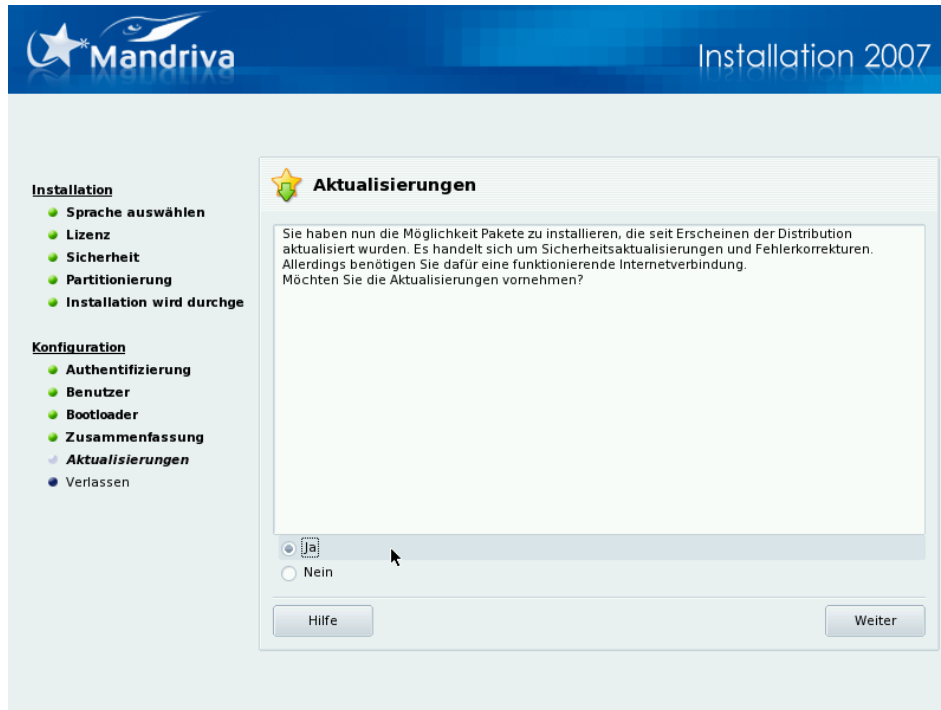 Mandriva
Installation 2007
Installation
Sprache auswählen
Lizenz
Sicherheit
Partitionierung
Installation wird durchge
Konfiguration
Authentifizierung
Benutzer
Bootloader
Zusammenfassung
Aktualisierungen
Verlassen
Aktualisierungen
Sie haben nun die Möglichkeit Pakete zu installieren, die seit Erscheinen der Distribution
aktualisiert wurden. Es handelt sich um Sicherheitsaktualisierungen und Fehlerkorrekturen.
Allerdings benötigen Sie dafür eine funktionierende Internetverbindung.
Möchten Sie die Aktualisierungen vornehmen?
Ja
Nein
Hilfe
Weiter